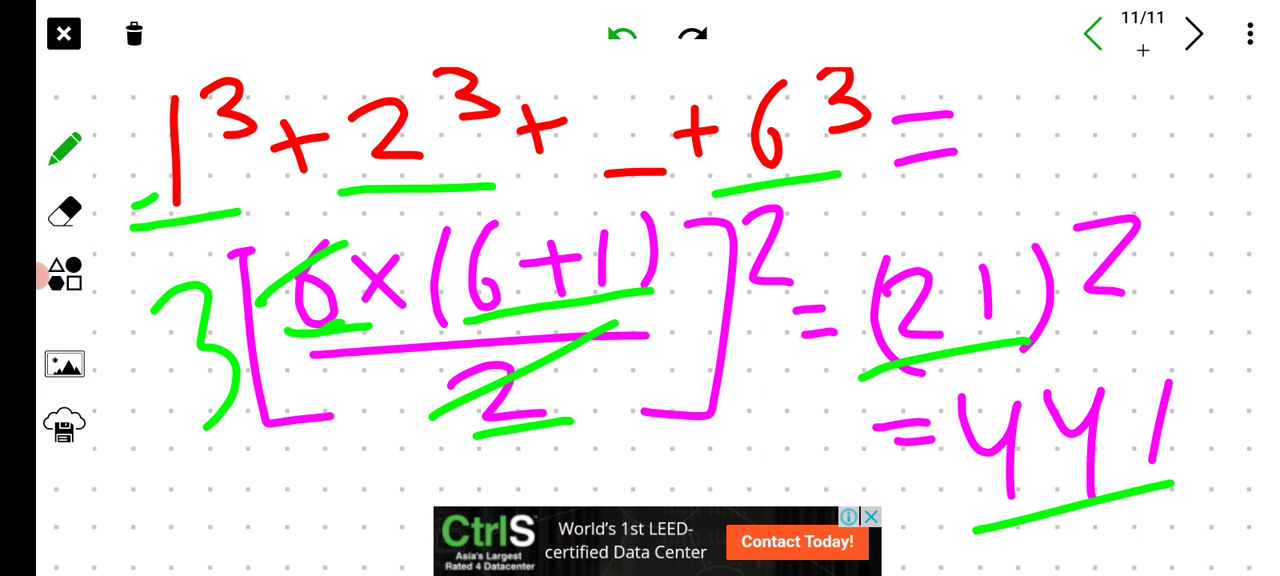 11/11
+
1³ + 2³ + _ + 6³ =
3 [6 × (6 + 1) / 2]² = (21)²
= 441
CtrlS
Asia's Largest
Rated 4 Datacenter
World's 1st LEED-
certified Data Center
Contact Today!